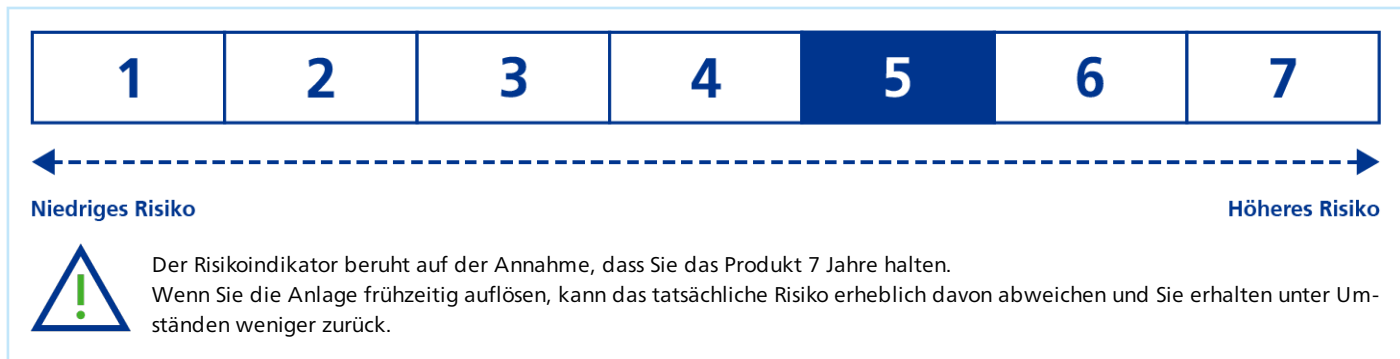 1 2 3 4 5 6 7
Niedriges Risiko Höheres Risiko
Der Risikoindikator beruht auf der Annahme, dass Sie das Produkt 7 Jahre halten.
Wenn Sie die Anlage frühzeitig auflösen, kann das tatsächliche Risiko erheblich davon abweichen und Sie erhalten unter Um-
ständen weniger zurück.